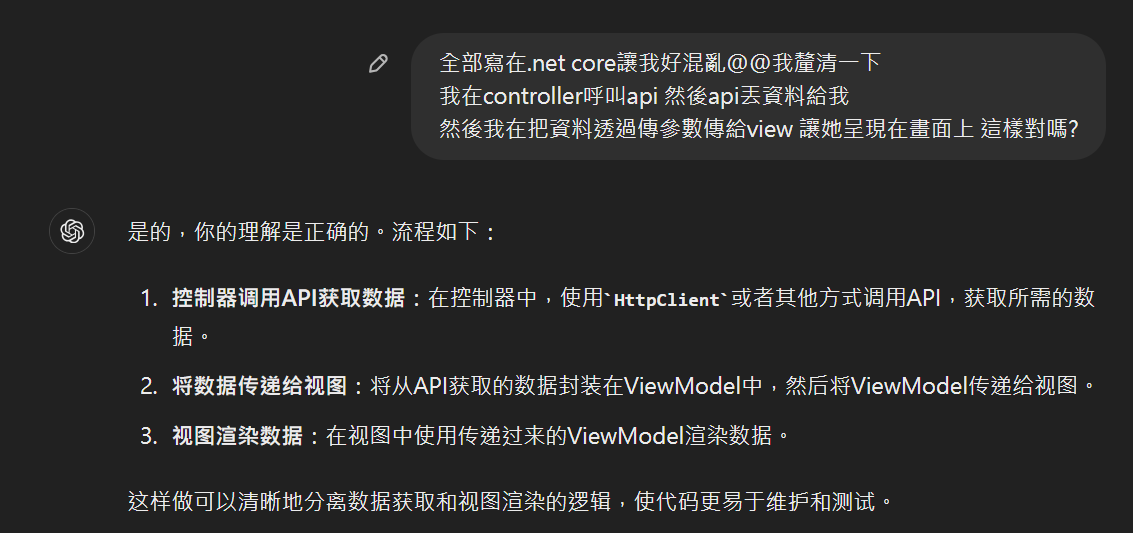 全部寫在.net core讓我好混亂@@我釐清一下
我在controller呼叫api 然後api丟資料給我
然後我在把資料透過傳參數傳給view 讓她呈現在畫面上 這樣對嗎?
是的，你的理解是正确的。流程如下：
1. 控制器调用API获取数据：在控制器中，使用`HttpClient`或者其他方式调用API，获取所需的数
据。
2. 将数据传递给视图：将从API获取的数据封装在ViewModel中，然后将ViewModel传递给视图。
3. 视图渲染数据：在视图中使用传递过来的ViewModel渲染数据。
这样做可以清晰地分离数据获取和视图渲染的逻辑，使代码更易于维护和测试。